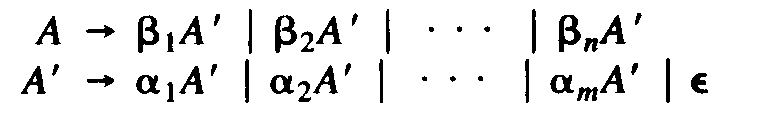 A → β₁A′ | β₂A′ | · · · | βₙA′
A′ → α₁A′ | α₂A′ | · · · | αₘA′ | ϵ